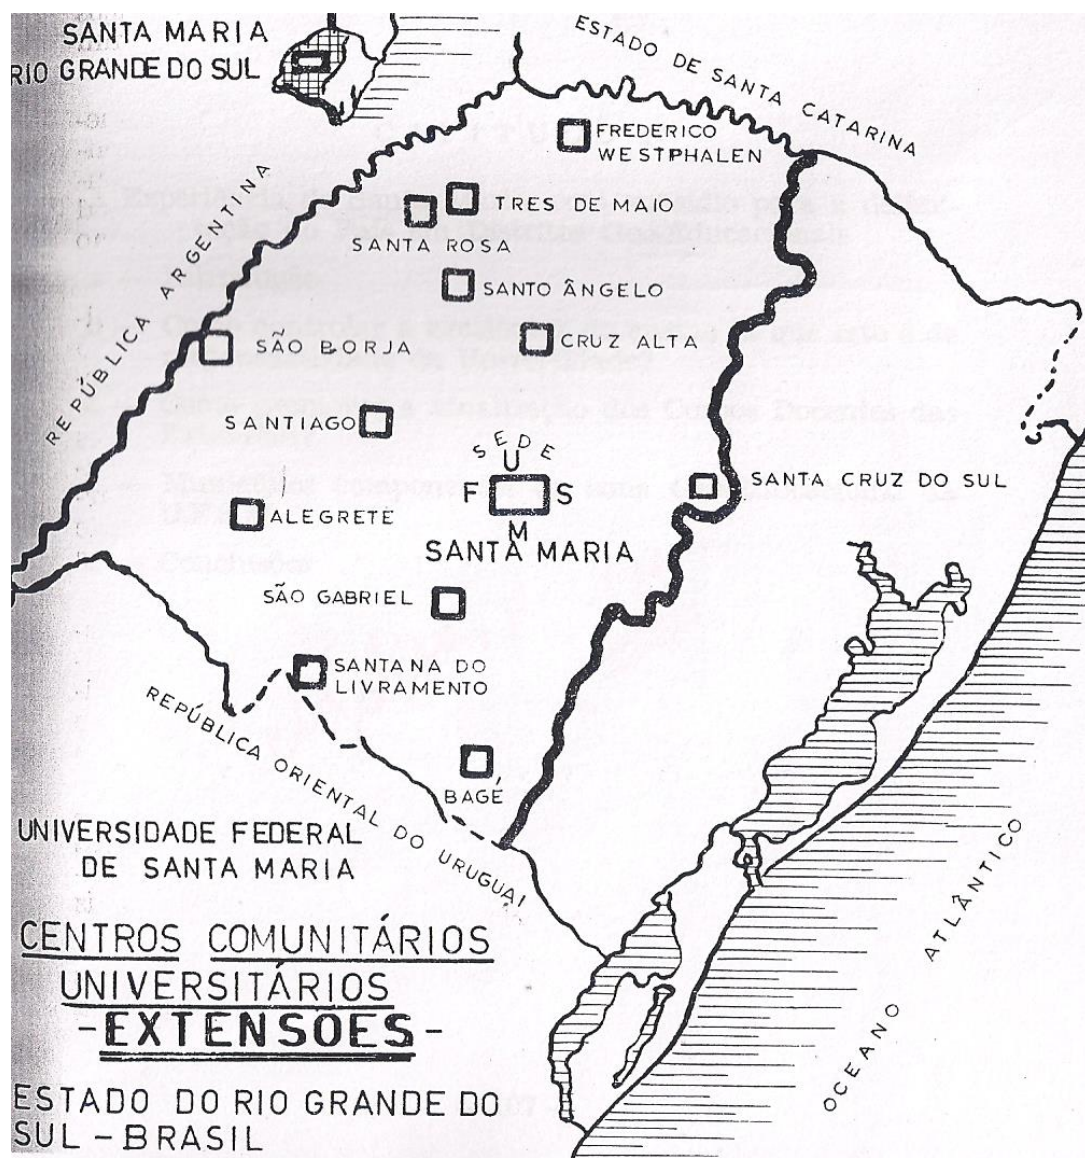 SANTA MARIA
RIO GRANDE DO SUL
ESTADO DE SANTA CATARINA
REPÚBLICA ARGENTINA
FREDERICO
WESTPHALEN
TRES DE MAIO
SANTA ROSA
SANTO ÂNGELO
SÃO BORJA
CRUZ ALTA
SANTIAGO
SEDE
U
F S
M
SANTA MARIA
SANTA CRUZ DO SUL
ALEGRETE
SÃO GABRIEL
SANTANA DO
LIVRAMENTO
REPÚBLICA ORIENTAL DO URUGUAI
BAGÉ
OCEANO ATLÂNTICO
UNIVERSIDADE FEDERAL
DE SANTA MARIA
CENTROS COMUNITÁRIOS
UNIVERSITÁRIOS
-EXTENSÕES-
ESTADO DO RIO GRANDE DO
SUL - BRASIL